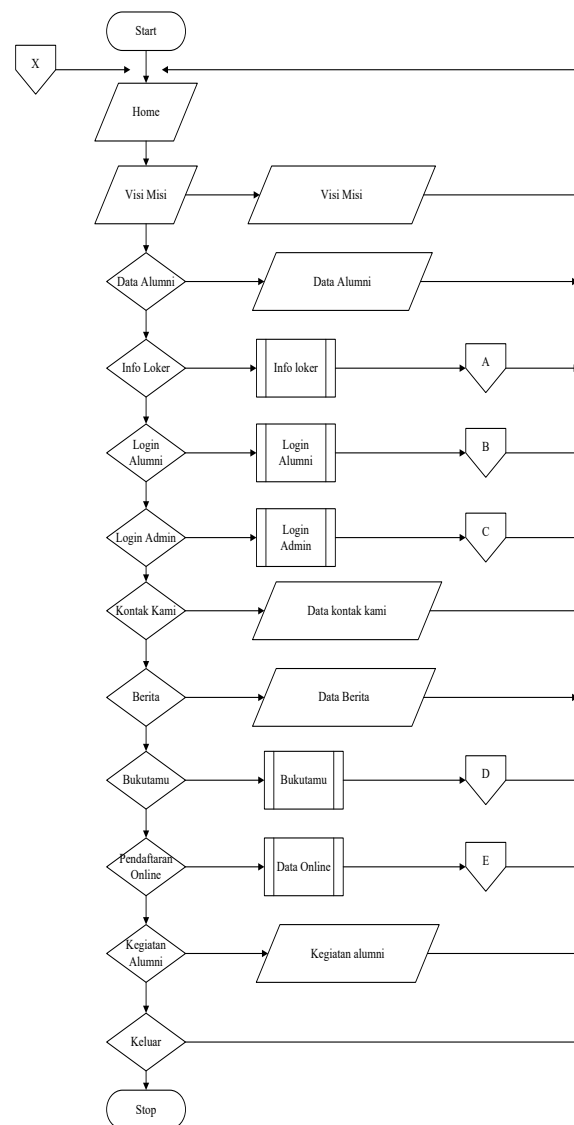 Start
X
Home
Visi Misi
Visi Misi
Data Alumni
Data Alumni
Info Loker
Info loker
A
Login
Alumni
Login
Alumni
B
Login Admin
Login
Admin
C
Kontak Kami
Data kontak kami
Berita
Data Berita
Bukutamu
Bukutamu
D
Pendaftaran
Online
Data Online
E
Kegiatan
Alumni
Kegiatan alumni
Keluar
Stop